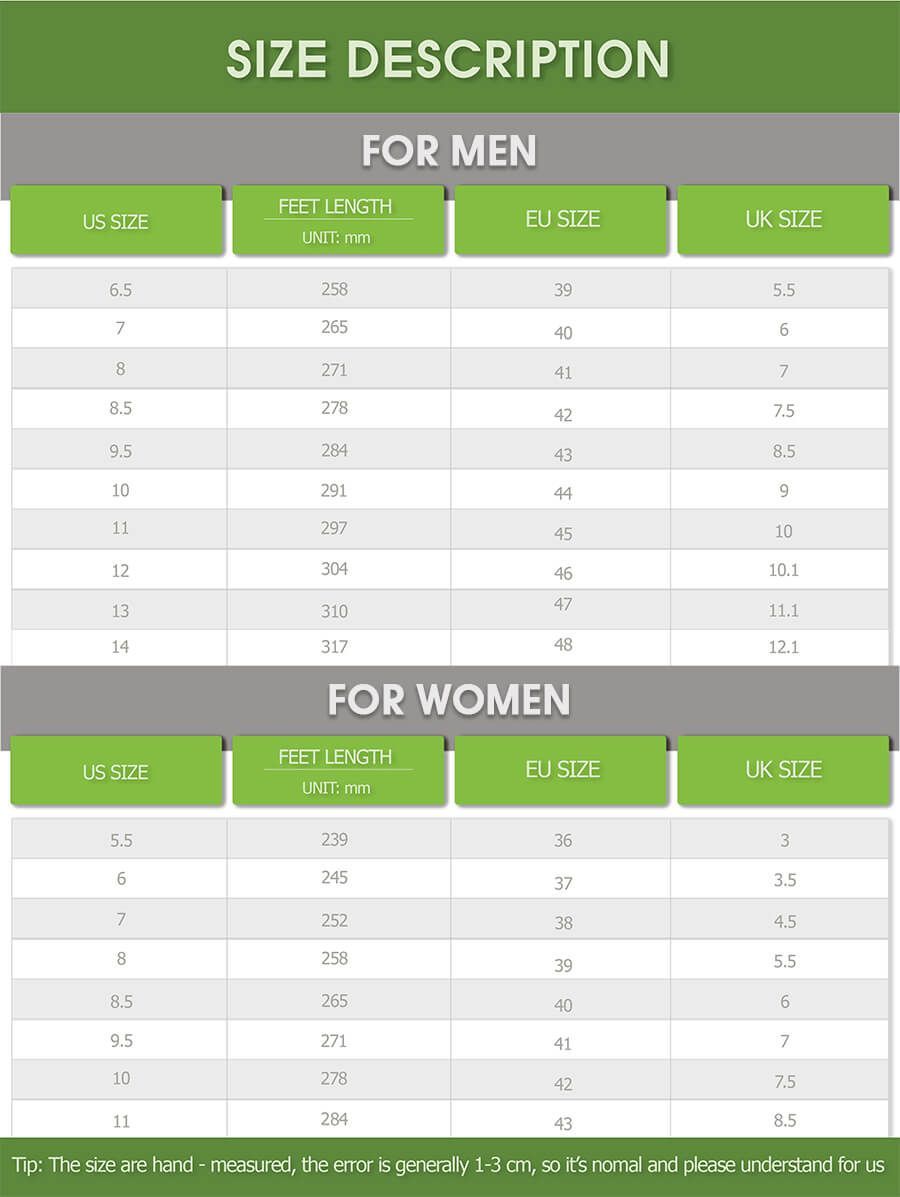 SIZE DESCRIPTION
FOR MEN
US SIZE FEET LENGTH UNIT: mm EU SIZE UK SIZE
6.5 258 39 5.5
7 265 40 6
8 271 41 7
8.5 278 42 7.5
9.5 284 43 8.5
10 291 44 9
11 297 45 10
12 304 46 10.1
13 310 47 11.1
14 317 48 12.1
FOR WOMEN
US SIZE FEET LENGTH UNIT: mm EU SIZE UK SIZE
5.5 239 36 3
6 245 37 3.5
7 252 38 4.5
8 258 39 5.5
8.5 265 40 6
9.5 271 41 7
10 278 42 7.5
11 284 43 8.5
Tip: The size are hand - measured, the error is generally 1-3 cm, so it’s nomal and please understand for us